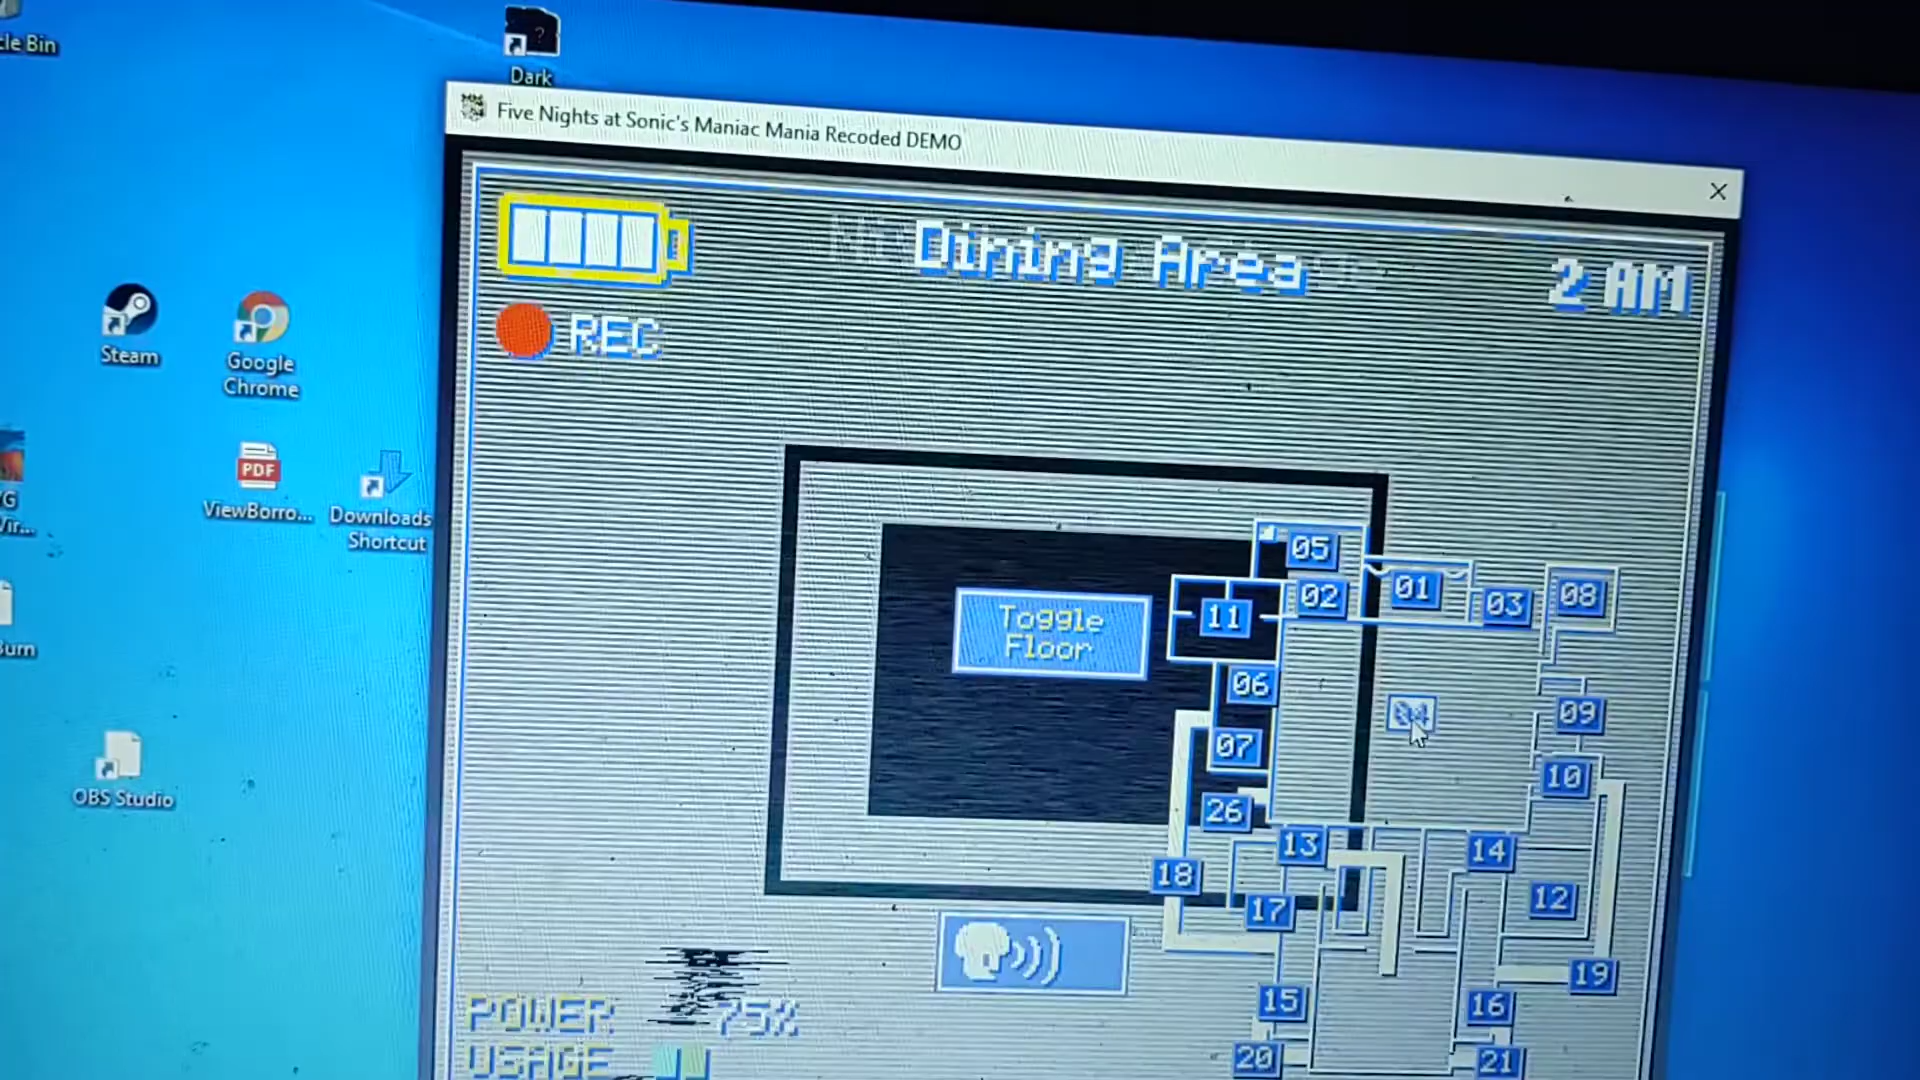 cle Bin
Dark
Five Nights at Sonic's Maniac Mania Recoded DEMO
Dining Area
2 AM
REC
Steam
Google
Chrome
PDF
ViewBorro...
Downloads
Shortcut
OBS Studio
Toggle
Floor
05
02
01
03
08
11
06
04
09
07
10
26
13
14
18
17
12
19
15
16
20
21
POWER 75%
USAGE